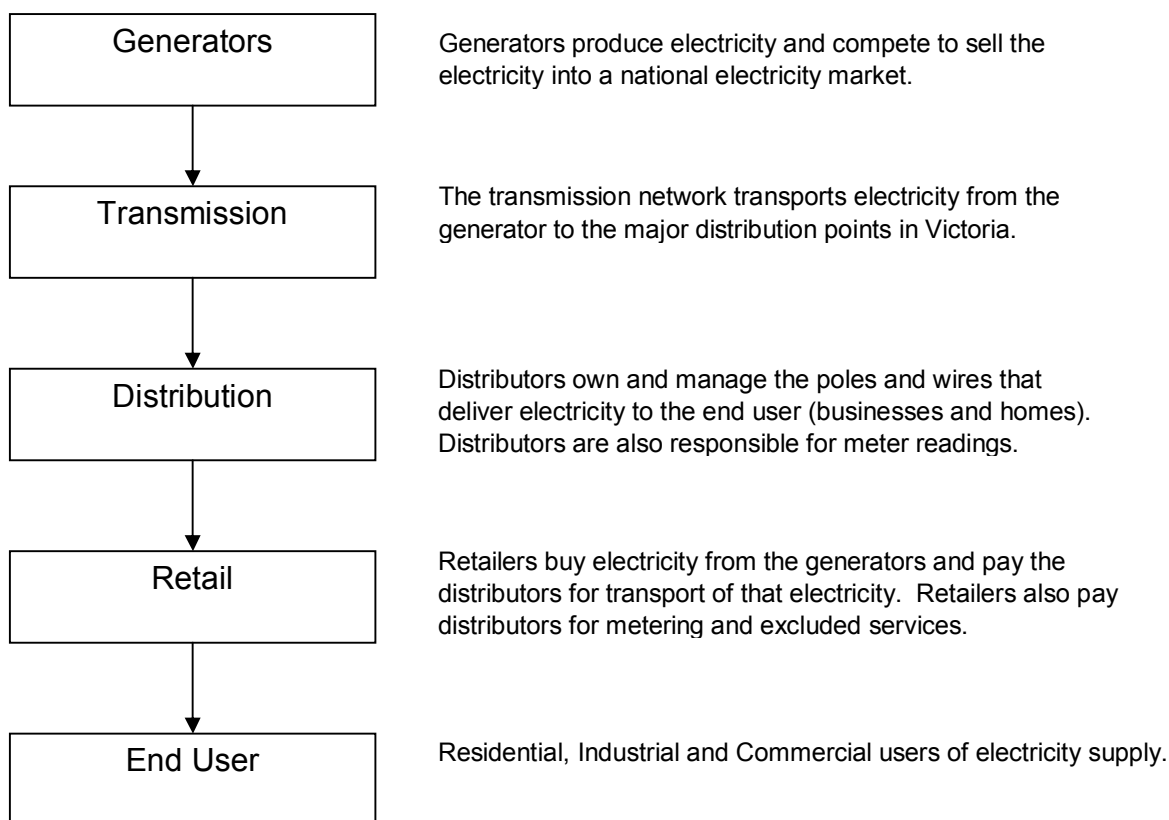 Generators
Generators produce electricity and compete to sell the
electricity into a national electricity market.
Transmission
The transmission network transports electricity from the
generator to the major distribution points in Victoria.
Distribution
Distributors own and manage the poles and wires that
deliver electricity to the end user (businesses and homes).
Distributors are also responsible for meter readings.
Retail
Retailers buy electricity from the generators and pay the
distributors for transport of that electricity.  Retailers also pay
distributors for metering and excluded services.
End User
Residential, Industrial and Commercial users of electricity supply.